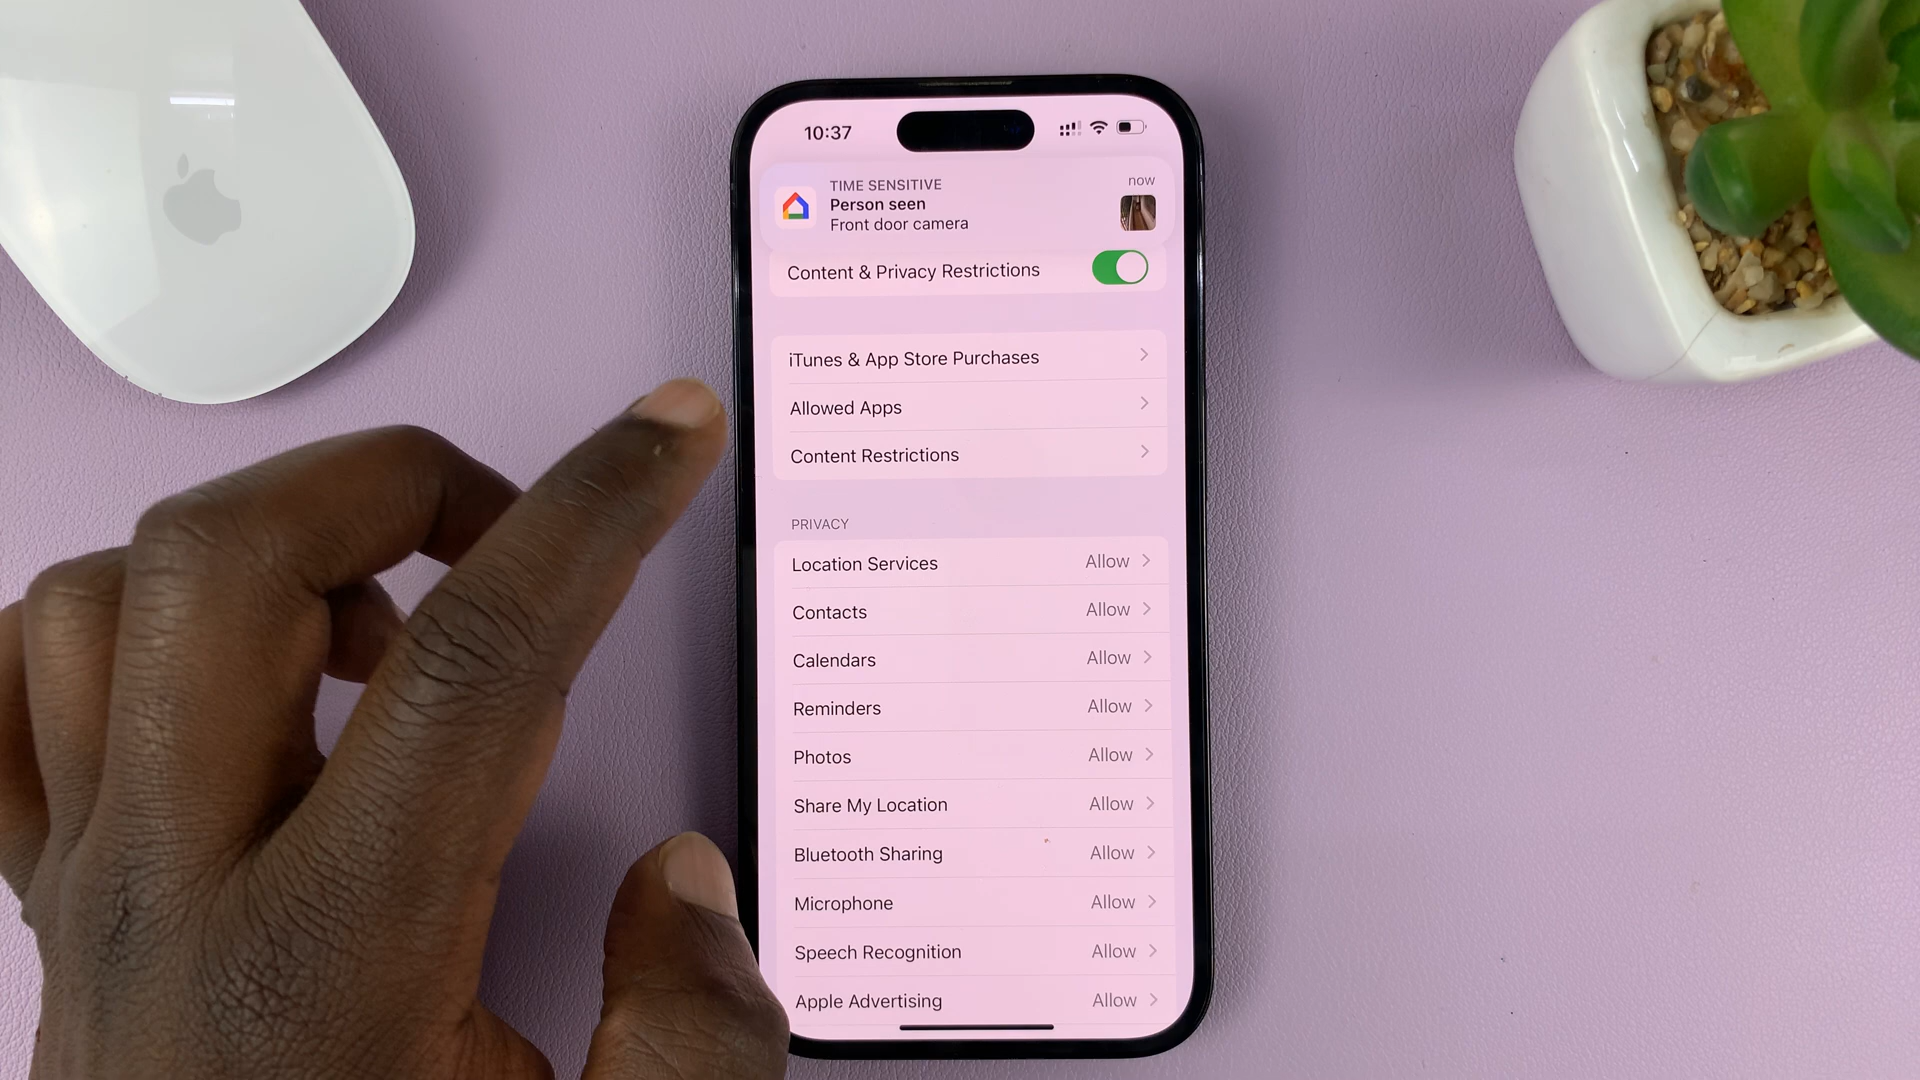 10:37
TIME SENSITIVE
now
Person seen
Front door camera
Content & Privacy Restrictions
iTunes & App Store Purchases
Allowed Apps
Content Restrictions
PRIVACY
Location Services Allow
Contacts Allow
Calendars Allow
Reminders Allow
Photos Allow
Share My Location Allow
Bluetooth Sharing Allow
Microphone Allow
Speech Recognition Allow
Apple Advertising Allow